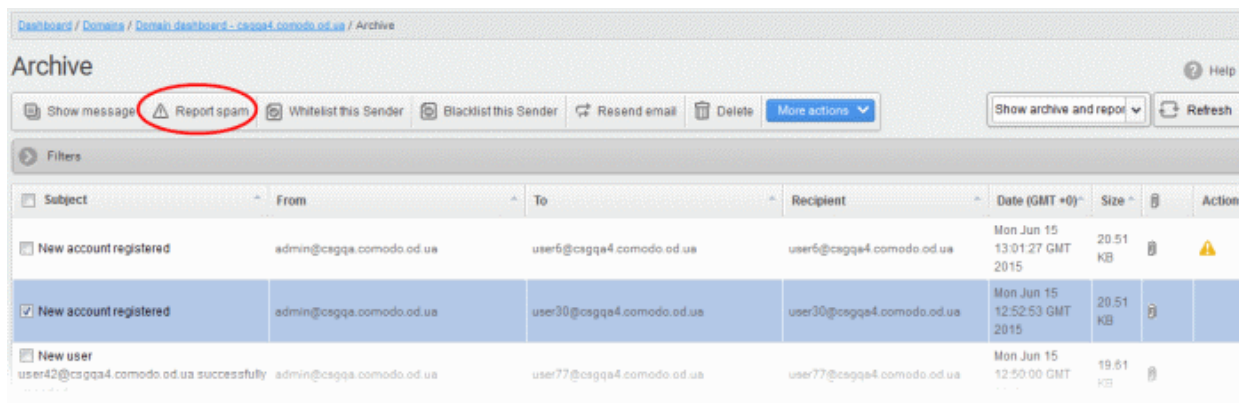 Dashboard / Domains / Domain dashboard - csgqa4.comodo.od.ua / Archive
Archive
Help
Show message Report spam Whitelist this Sender Blacklist this Sender Resend email Delete More actions Show archive and repor Refresh
Filters
Subject From To Recipient Date (GMT +0) Size Action
New account registered admin@csgqa.comodo.od.ua user6@csgqa4.comodo.od.ua user6@csgqa4.comodo.od.ua Mon Jun 15 13:01:27 GMT 2015 20.51 KB
New account registered admin@csgqa.comodo.od.ua user30@csgqa4.comodo.od.ua user30@csgqa4.comodo.od.ua Mon Jun 15 12:52:53 GMT 2015 20.51 KB
New user
user42@csgqa4.comodo.od.ua successfully admin@csgqa.comodo.od.ua user77@csgqa4.comodo.od.ua user77@csgqa4.comodo.od.ua Mon Jun 15 12:50:00 GMT 19.61 KB